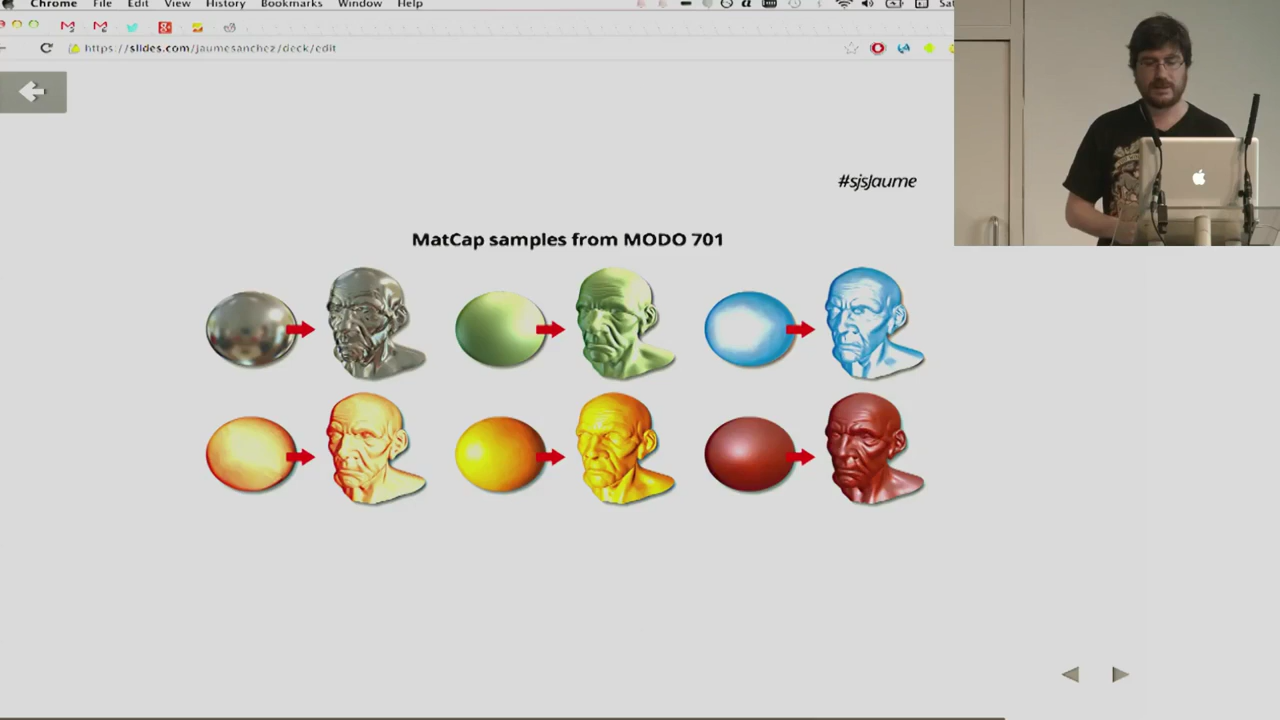 Chrome File Edit View History Bookmarks Window Help
https://slides.com/jaumesanchez/deck/edit
#sjsJaume
MatCap samples from MODO 701